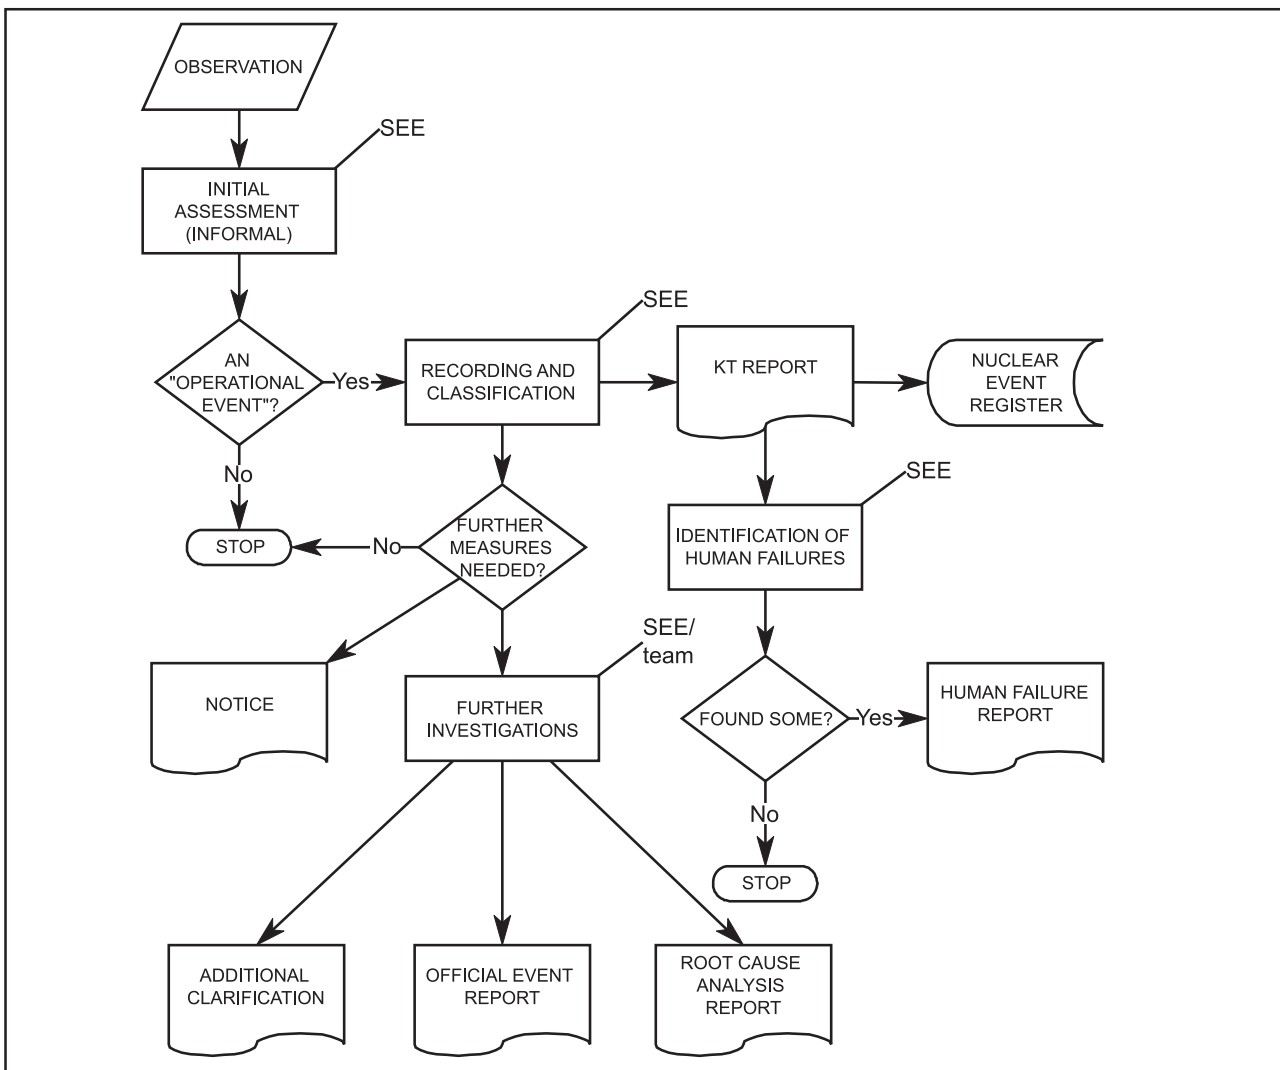 OBSERVATION
SEE
INITIAL
ASSESSMENT
(INFORMAL)
SEE
AN
"OPERATIONAL
EVENT"?
Yes
RECORDING AND
CLASSIFICATION
KT REPORT
NUCLEAR
EVENT
REGISTER
No
STOP
No
FURTHER
MEASURES
NEEDED?
SEE
IDENTIFICATION OF
HUMAN FAILURES
NOTICE
SEE/
team
FURTHER
INVESTIGATIONS
FOUND SOME?
Yes
HUMAN FAILURE
REPORT
No
STOP
ADDITIONAL
CLARIFICATION
OFFICIAL EVENT
REPORT
ROOT CAUSE
ANALYSIS
REPORT